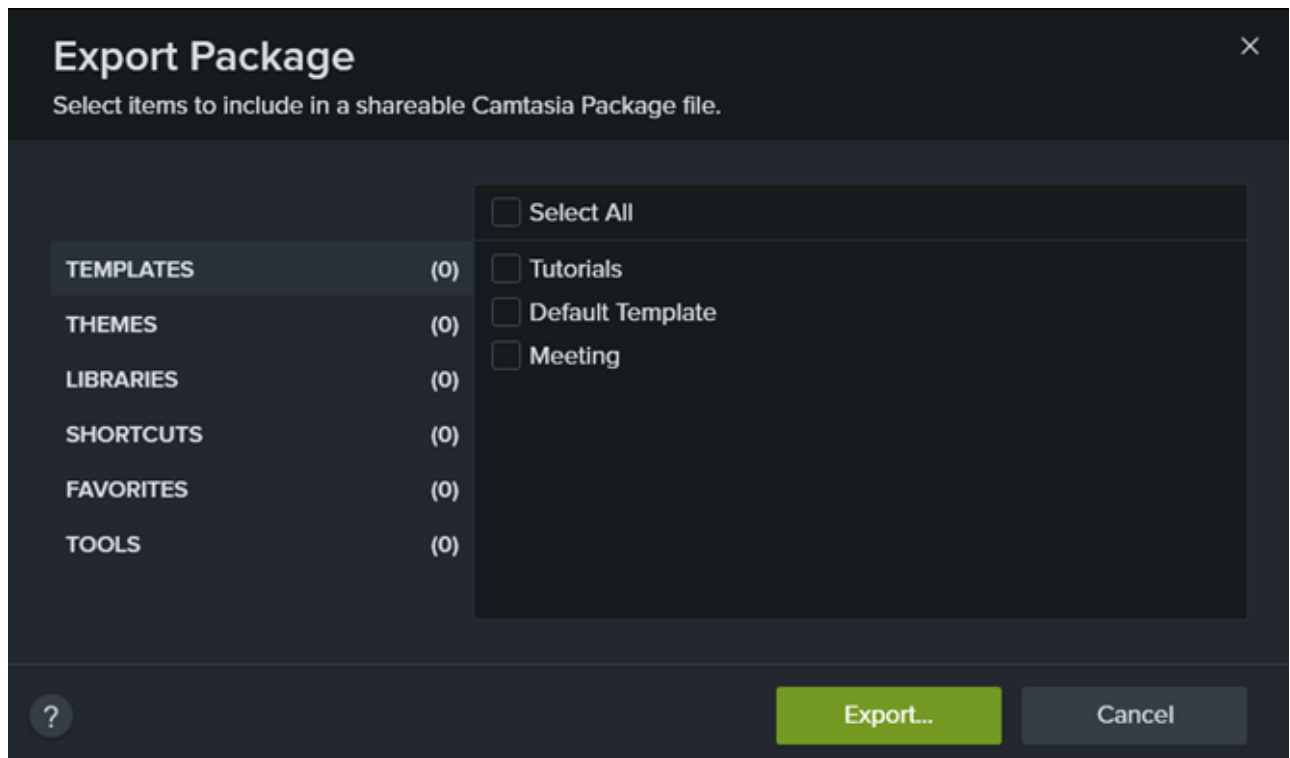 Export Package
×
Select items to include in a shareable Camtasia Package file.
Select All
TEMPLATES (0)
THEMES (0)
LIBRARIES (0)
SHORTCUTS (0)
FAVORITES (0)
TOOLS (0)
Tutorials
Default Template
Meeting
?
Export...
Cancel